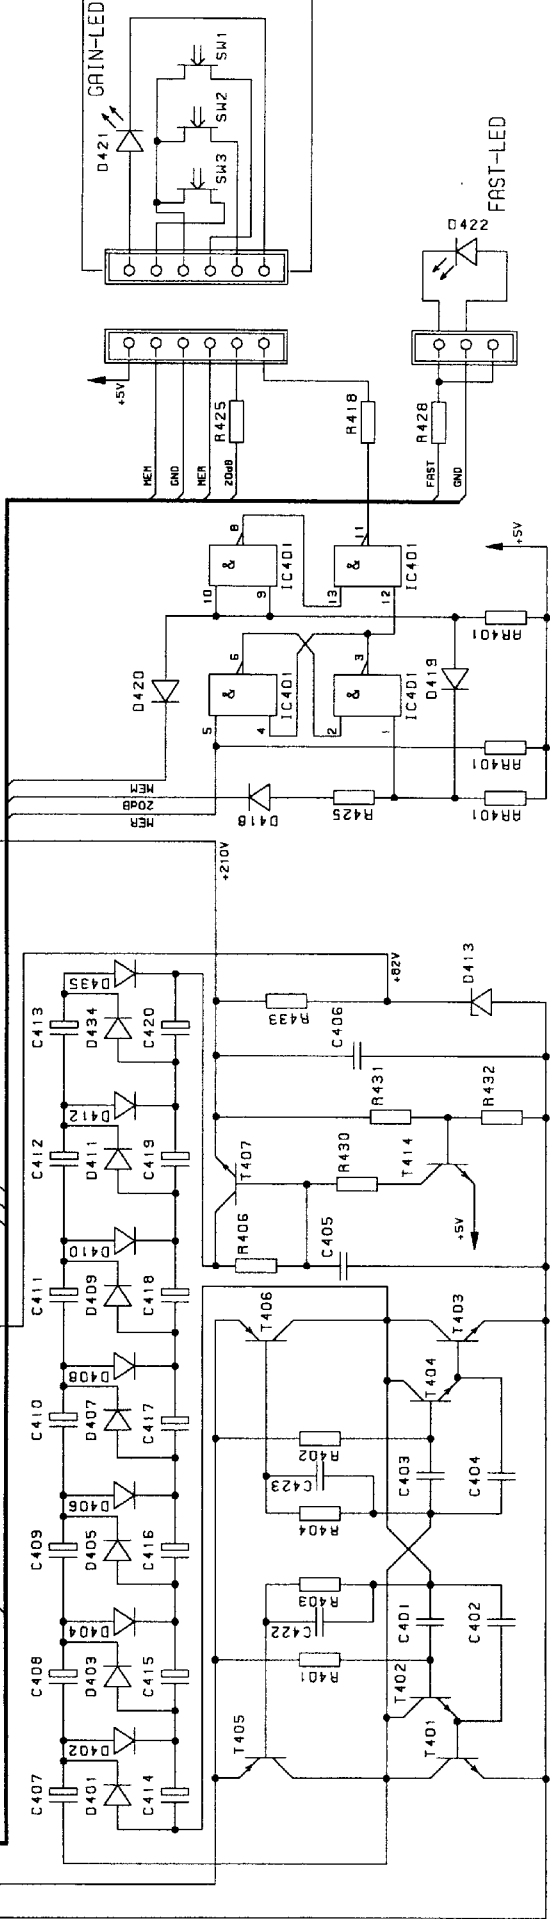 GAIN-LED
D421
SW1
SW2
SW3
FAST-LED
D422
+5V
MEM
GND
MER
20dB
R425
R418
R428
FAST
GND
8
&
10
9
IC401
11
&
13
12
IC401
+5V
D420
6
&
5
4
IC401
3
&
2
1
IC401
D419
RR401
RR401
RR401
MEM
20dB
MER
D418
R425
+210V
+82V
D413
R433
C406
R431
R432
T407
R430
T414
R406
C405
+5V
C413
D434
D435
C420
C412
D411
D412
C419
C411
D409
D410
C418
C410
D407
D408
C417
C409
D405
D406
C416
C408
D403
D404
C415
C407
D401
D402
C414
T406
T403
T404
R402
C423
R404
C403
C404
R403
C422
R401
C401
C402
T402
T405
T401